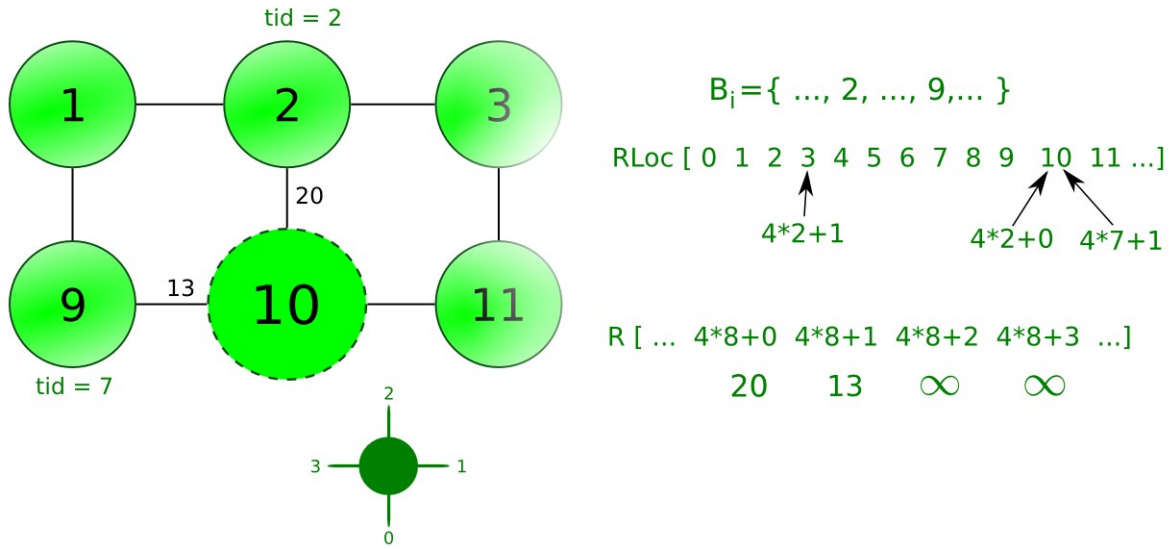 tid = 2
1 2 3
20
9 13 10 11
tid = 7
2
3 1
0
Bi={ ..., 2, ..., 9,... }
RLoc [ 0 1 2 3 4 5 6 7 8 9 10 11 ...]
4*2+1 4*2+0 4*7+1
R [ ... 4*8+0 4*8+1 4*8+2 4*8+3 ...]
20 13 ∞ ∞